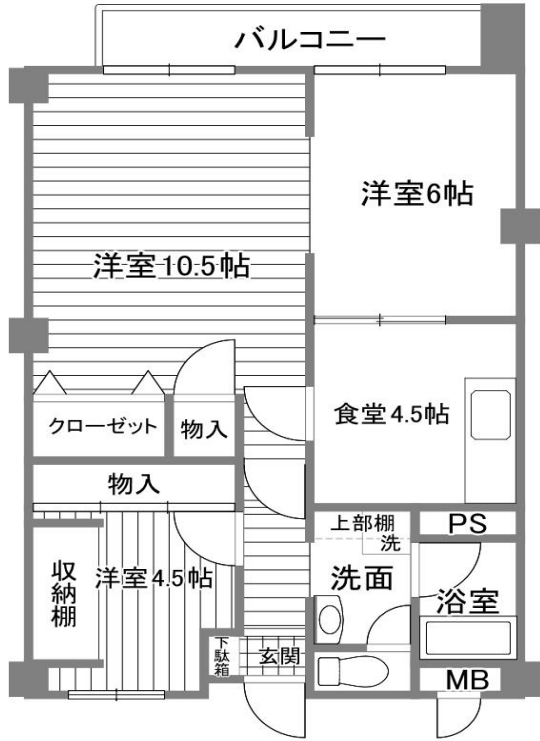 バルコニー
洋室6帖
洋室10.5帖
食堂4.5帖
クローゼット
物入
物入
上部棚
洗
PS
洋室4.5帖
収納棚
洗面
浴室
下駄箱
玄関
MB